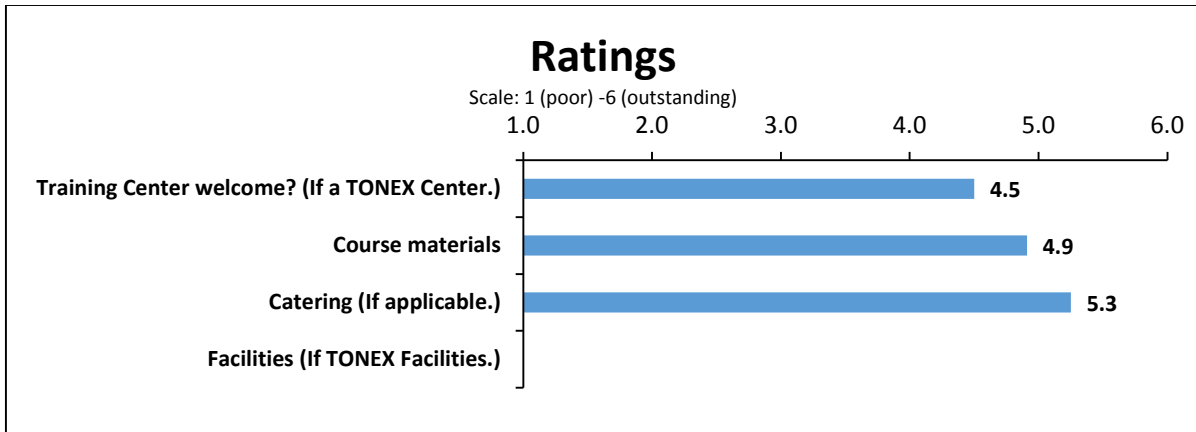 Ratings
Scale: 1 (poor) -6 (outstanding)
1.0 2.0 3.0 4.0 5.0 6.0
Training Center welcome? (If a TONEX Center.) 4.5
Course materials 4.9
Catering (If applicable.) 5.3
Facilities (If TONEX Facilities.)